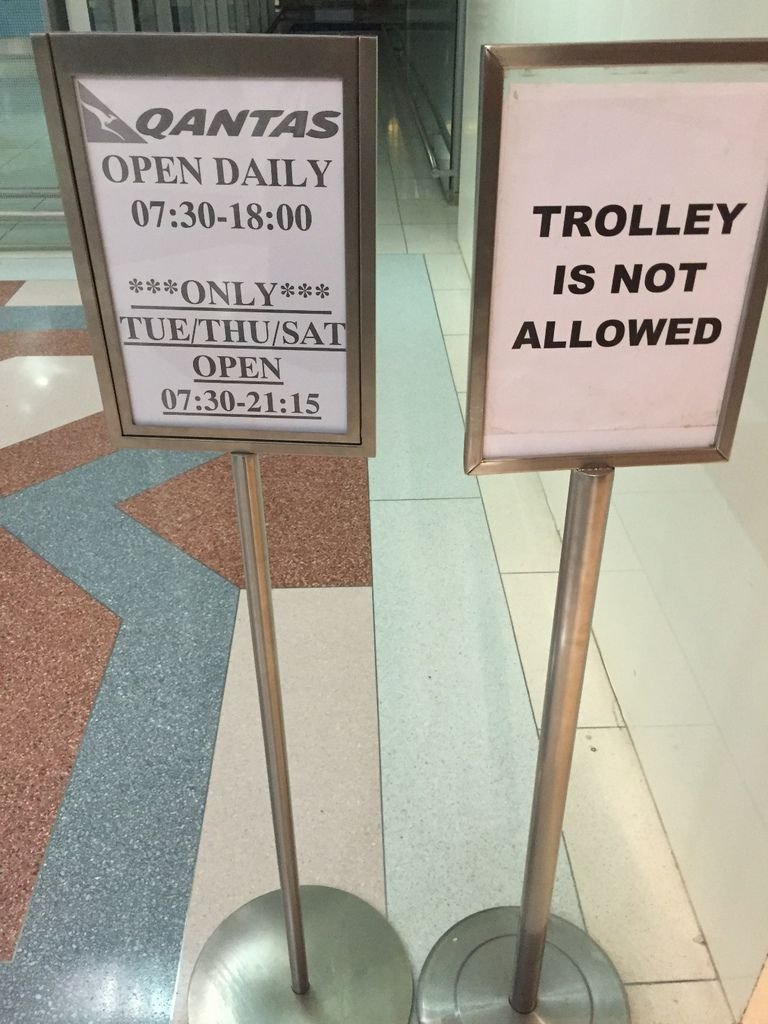 QANTAS
OPEN DAILY
07:30-18:00
***ONLY***
TUE/THU/SAT
OPEN
07:30-21:15
TROLLEY
IS NOT
ALLOWED